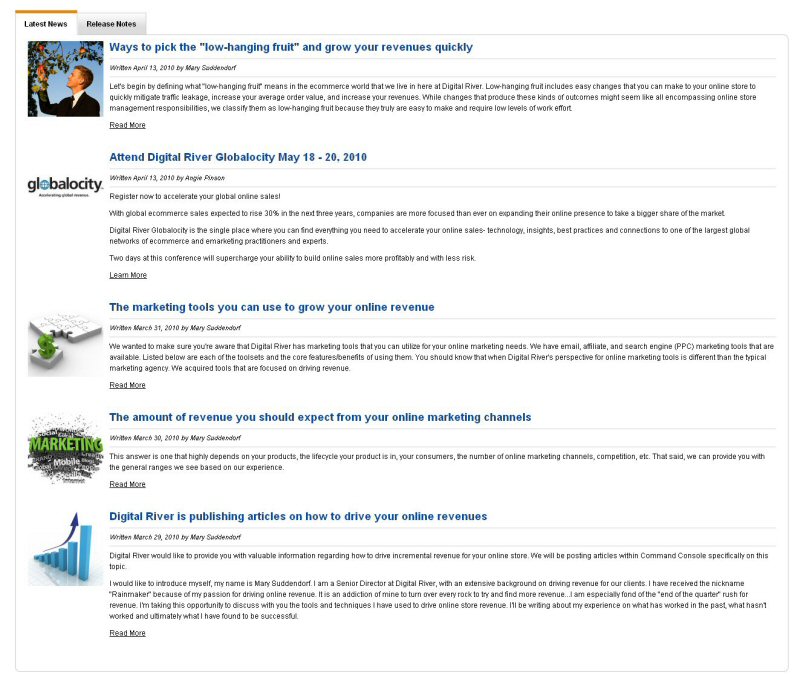 Latest News
Release Notes
Ways to pick the "low-hanging fruit" and grow your revenues quickly
Written April 13, 2010 by Mary Suddendorf
Let's begin by defining what "low-hanging fruit" means in the ecommerce world that we live in here at Digital River. Low-hanging fruit includes easy changes that you can make to your online store to
quickly mitigate traffic leakage, increase your average order value, and increase your revenues. While changes that produce these kinds of outcomes might seem like all encompassing online store
management responsibilities, we classify them as low-hanging fruit because they truly are easy to make and require low levels of work effort.
Read More
Attend Digital River Globalocity May 18 - 20, 2010
globalocity.
Accelerating global revenue.
Written April 13, 2010 by Angie Pinson
Register now to accelerate your global online sales!
With global ecommerce sales expected to rise 30% in the next three years, companies are more focused than ever on expanding their online presence to take a bigger share of the market.
Digital River Globalocity is the single place where you can find everything you need to accelerate your online sales- technology, insights, best practices and connections to one of the largest global
networks of ecommerce and emarketing practitioners and experts.
Two days at this conference will supercharge your ability to build online sales more profitably and with less risk.
Learn More
The marketing tools you can use to grow your online revenue
Written March 31, 2010 by Mary Suddendorf
We wanted to make sure you're aware that Digital River has marketing tools that you can utilize for your online marketing needs. We have email, affiliate, and search engine (PPC) marketing tools that are
available. Listed below are each of the toolsets and the core features/benefits of using them. You should know that when Digital River's perspective for online marketing tools is different than the typical
marketing agency. We acquired tools that are focused on driving revenue.
Read More
The amount of revenue you should expect from your online marketing channels
MARKETING
Mobile
Written March 30, 2010 by Mary Suddendorf
This answer is one that highly depends on your products, the lifecycle your product is in, your consumers, the number of online marketing channels, competition, etc. That said, we can provide you with
the general ranges we see based on our experience.
Read More
Digital River is publishing articles on how to drive your online revenues
Written March 29, 2010 by Mary Suddendorf
Digital River would like to provide you with valuable information regarding how to drive incremental revenue for your online store. We will be posting articles within Command Console specifically on this
topic.
I would like to introduce myself, my name is Mary Suddendorf. I am a Senior Director at Digital River, with an extensive background on driving revenue for our clients. I have received the nickname
"Rainmaker" because of my passion for driving online revenue. It is an addiction of mine to turn over every rock to try and find more revenue...I am especially fond of the "end of the quarter" rush for
revenue. I'm taking this opportunity to discuss with you the tools and techniques I have used to drive online store revenue. I'll be writing about my experience on what has worked in the past, what hasn't
worked and ultimately what I have found to be successful.
Read More